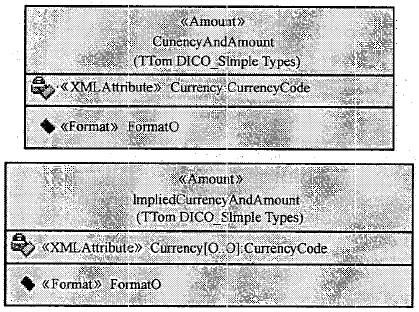 «Amount»
CunencyAndAmount
(TTom DICO_Simple Types)
«XMLAttribute» Currency:CurrencyCode
«Format» FormatO
«Amount»
ImpliedCurrencyAndAmount
(TTom DICO_Simple Types)
«XMLAttribute» Currency[O..O]:CurrencyCode
«Format» FormatO